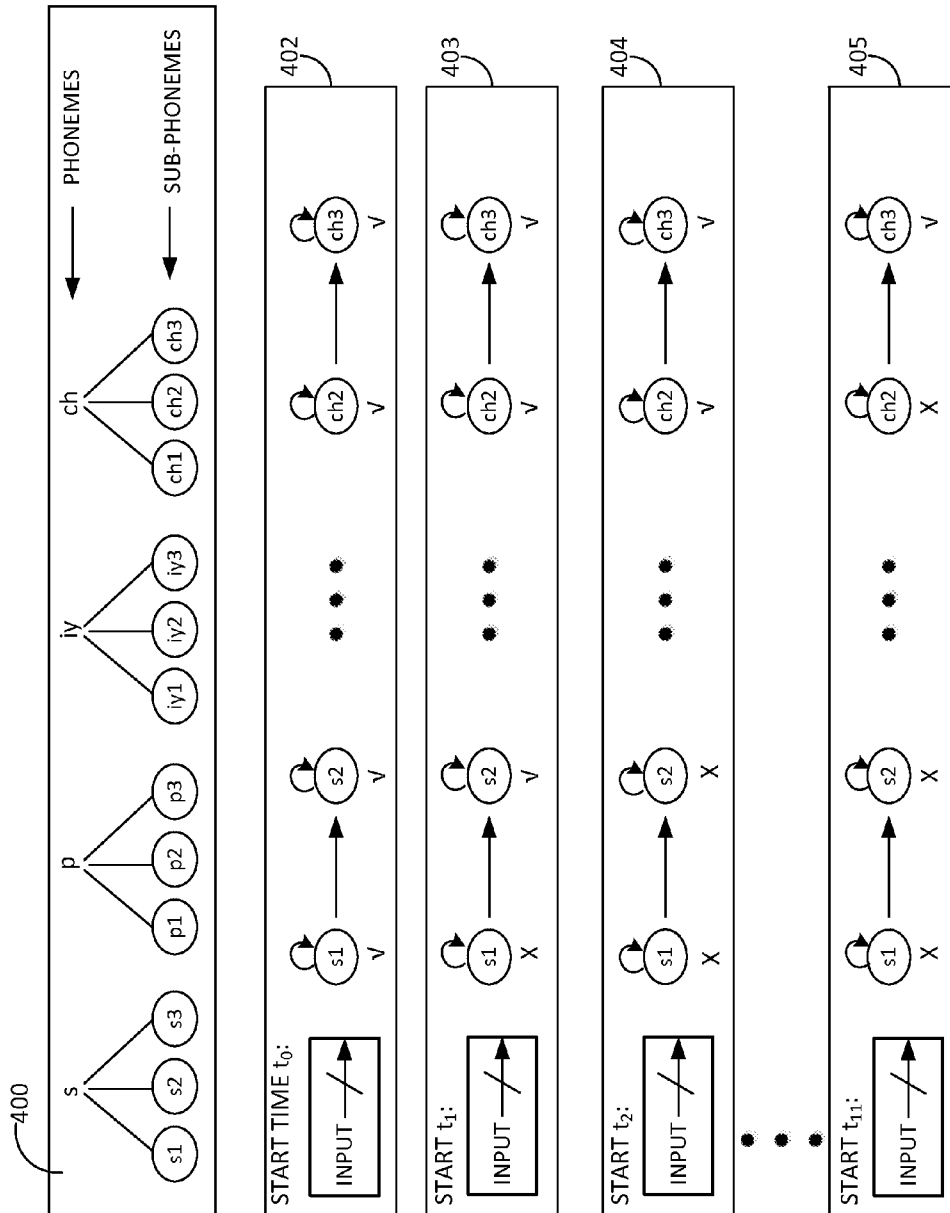 400
s p iy ch PHONEMES
s1 s2 s3 p1 p2 p3 iy1 iy2 iy3 ch1 ch2 ch3 SUB-PHONEMES
402
START TIME t₀:
INPUT s1 s2 ch2 ch3
√ √ √ √
403
START t₁:
INPUT s1 s2 ch2 ch3
X √ √ √
404
START t₂:
INPUT s1 s2 ch2 ch3
X X √ √
405
START t₁₁:
INPUT s1 s2 ch2 ch3
X X X √